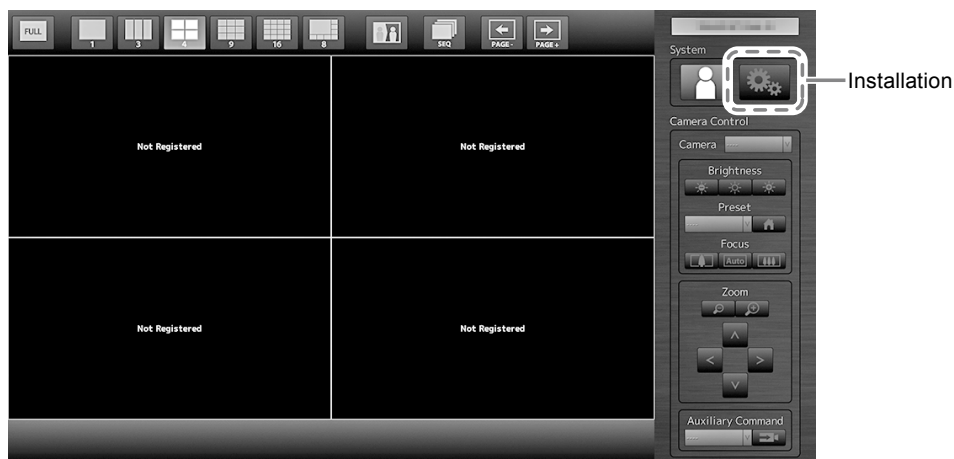 FULL
1
3
4
9
16
8
SEQ
PAGE -
PAGE +
System
Installation
Camera Control
Camera ----
Brightness
Preset
----
Focus
Auto
Zoom
Auxiliary Command
----
Not Registered
Not Registered
Not Registered
Not Registered